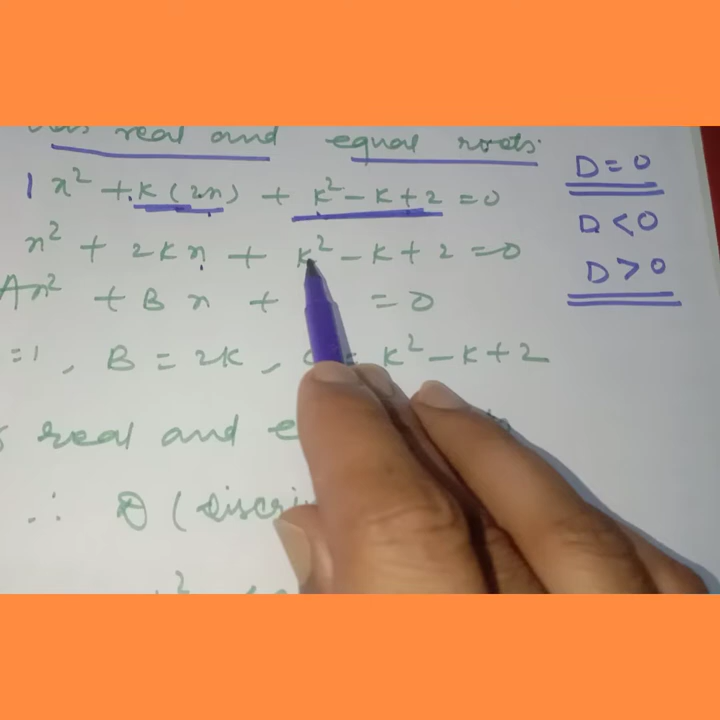 real and equal roots.
1 x² + k(2x) + k² - k + 2 = 0
x² + 2kx + k² - k + 2 = 0
Ax² + Bx + = 0
= 1, B = 2k, = k² - k + 2
real and
∴ D (discri
D = 0
D < 0
D > 0